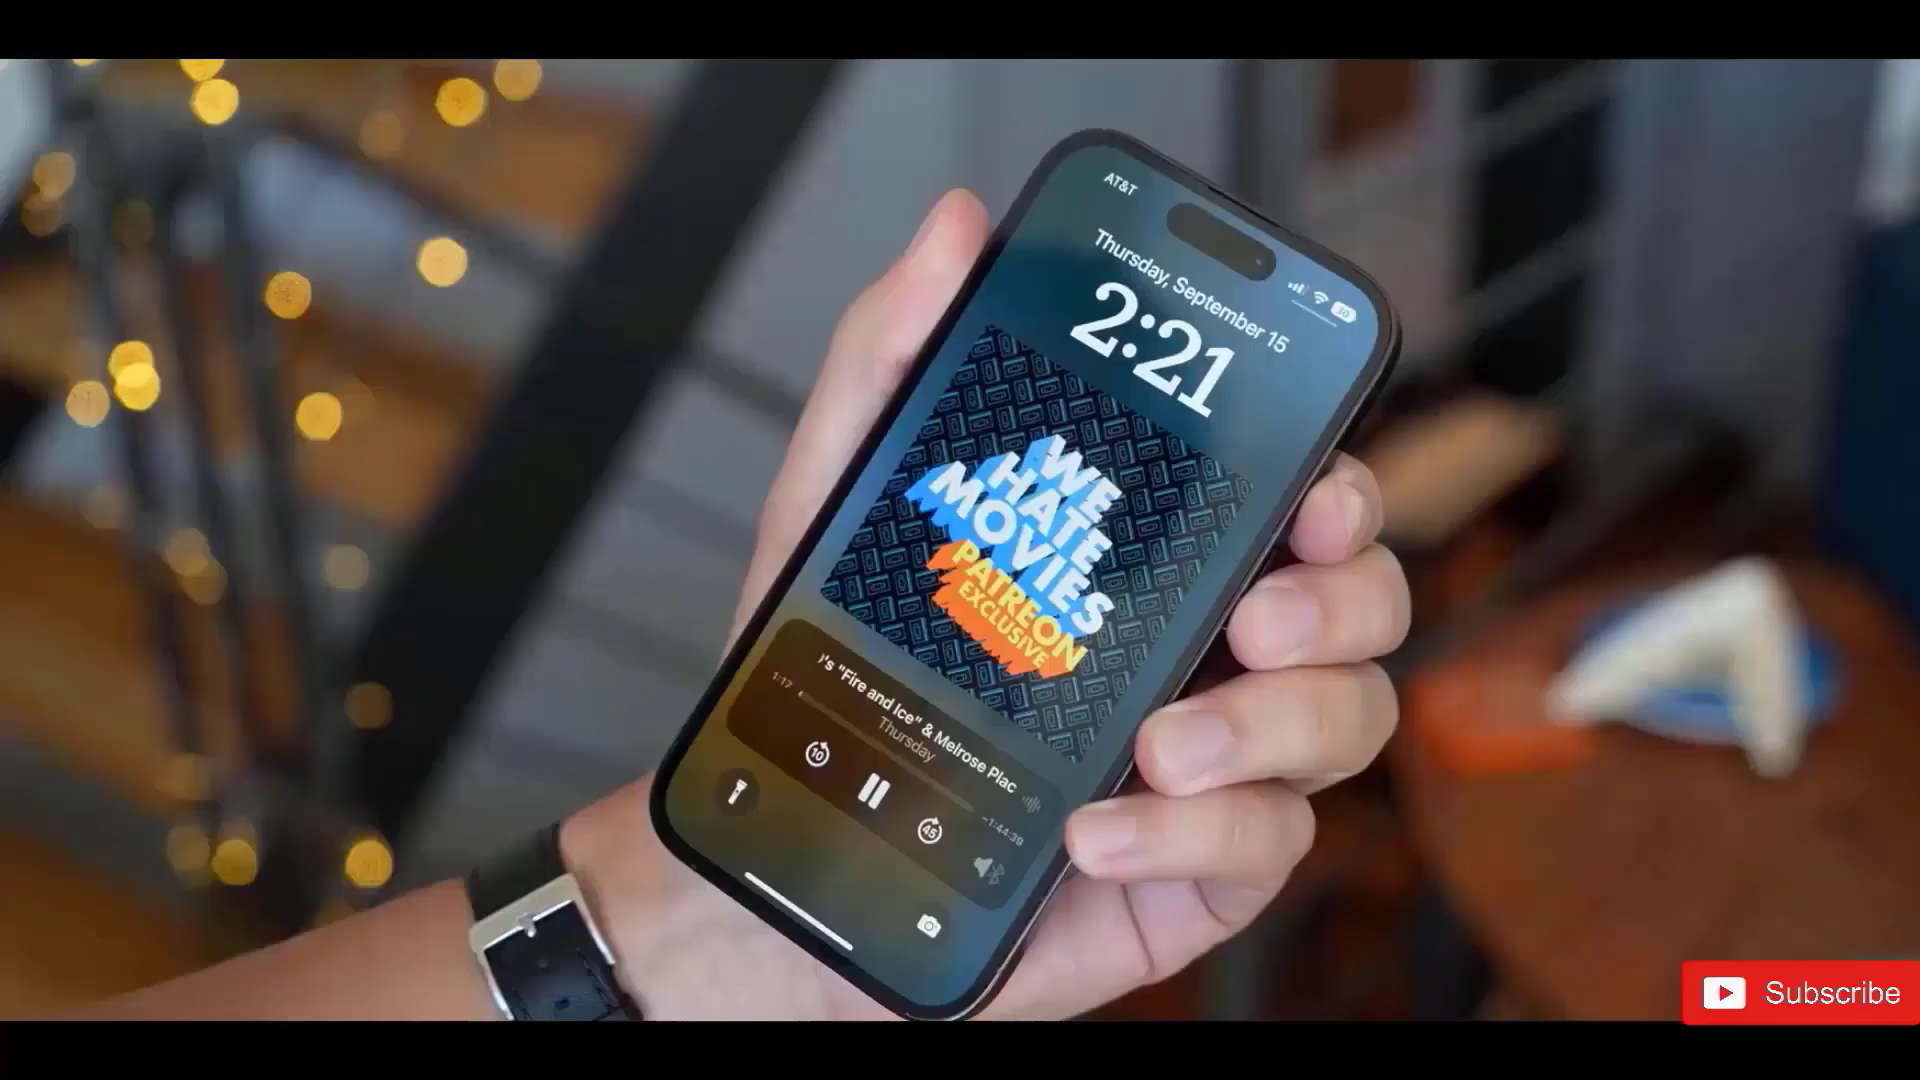 AT&T
30
Thursday, September 15
2:21
WE
HATE
MOVIES
PATREON
EXCLUSIVE
)'s "Fire and Ice" & Melrose Plac
Thursday
1:17
-1:44:39
10
45
Subscribe